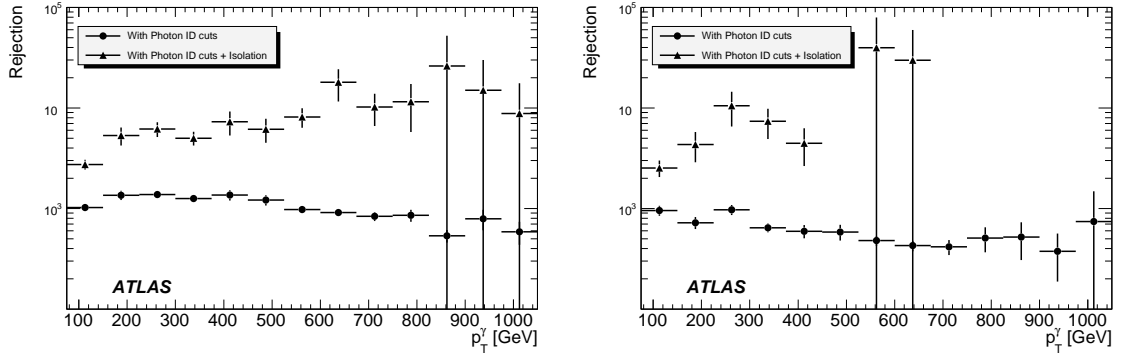 Rejection
10^5
With Photon ID cuts
With Photon ID cuts + Isolation
10
10^3
ATLAS
100 200 300 400 500 600 700 800 900 1000
p_T^γ [GeV]
Rejection
10^5
With Photon ID cuts
With Photon ID cuts + Isolation
10
10^3
ATLAS
100 200 300 400 500 600 700 800 900 1000
p_T^γ [GeV]